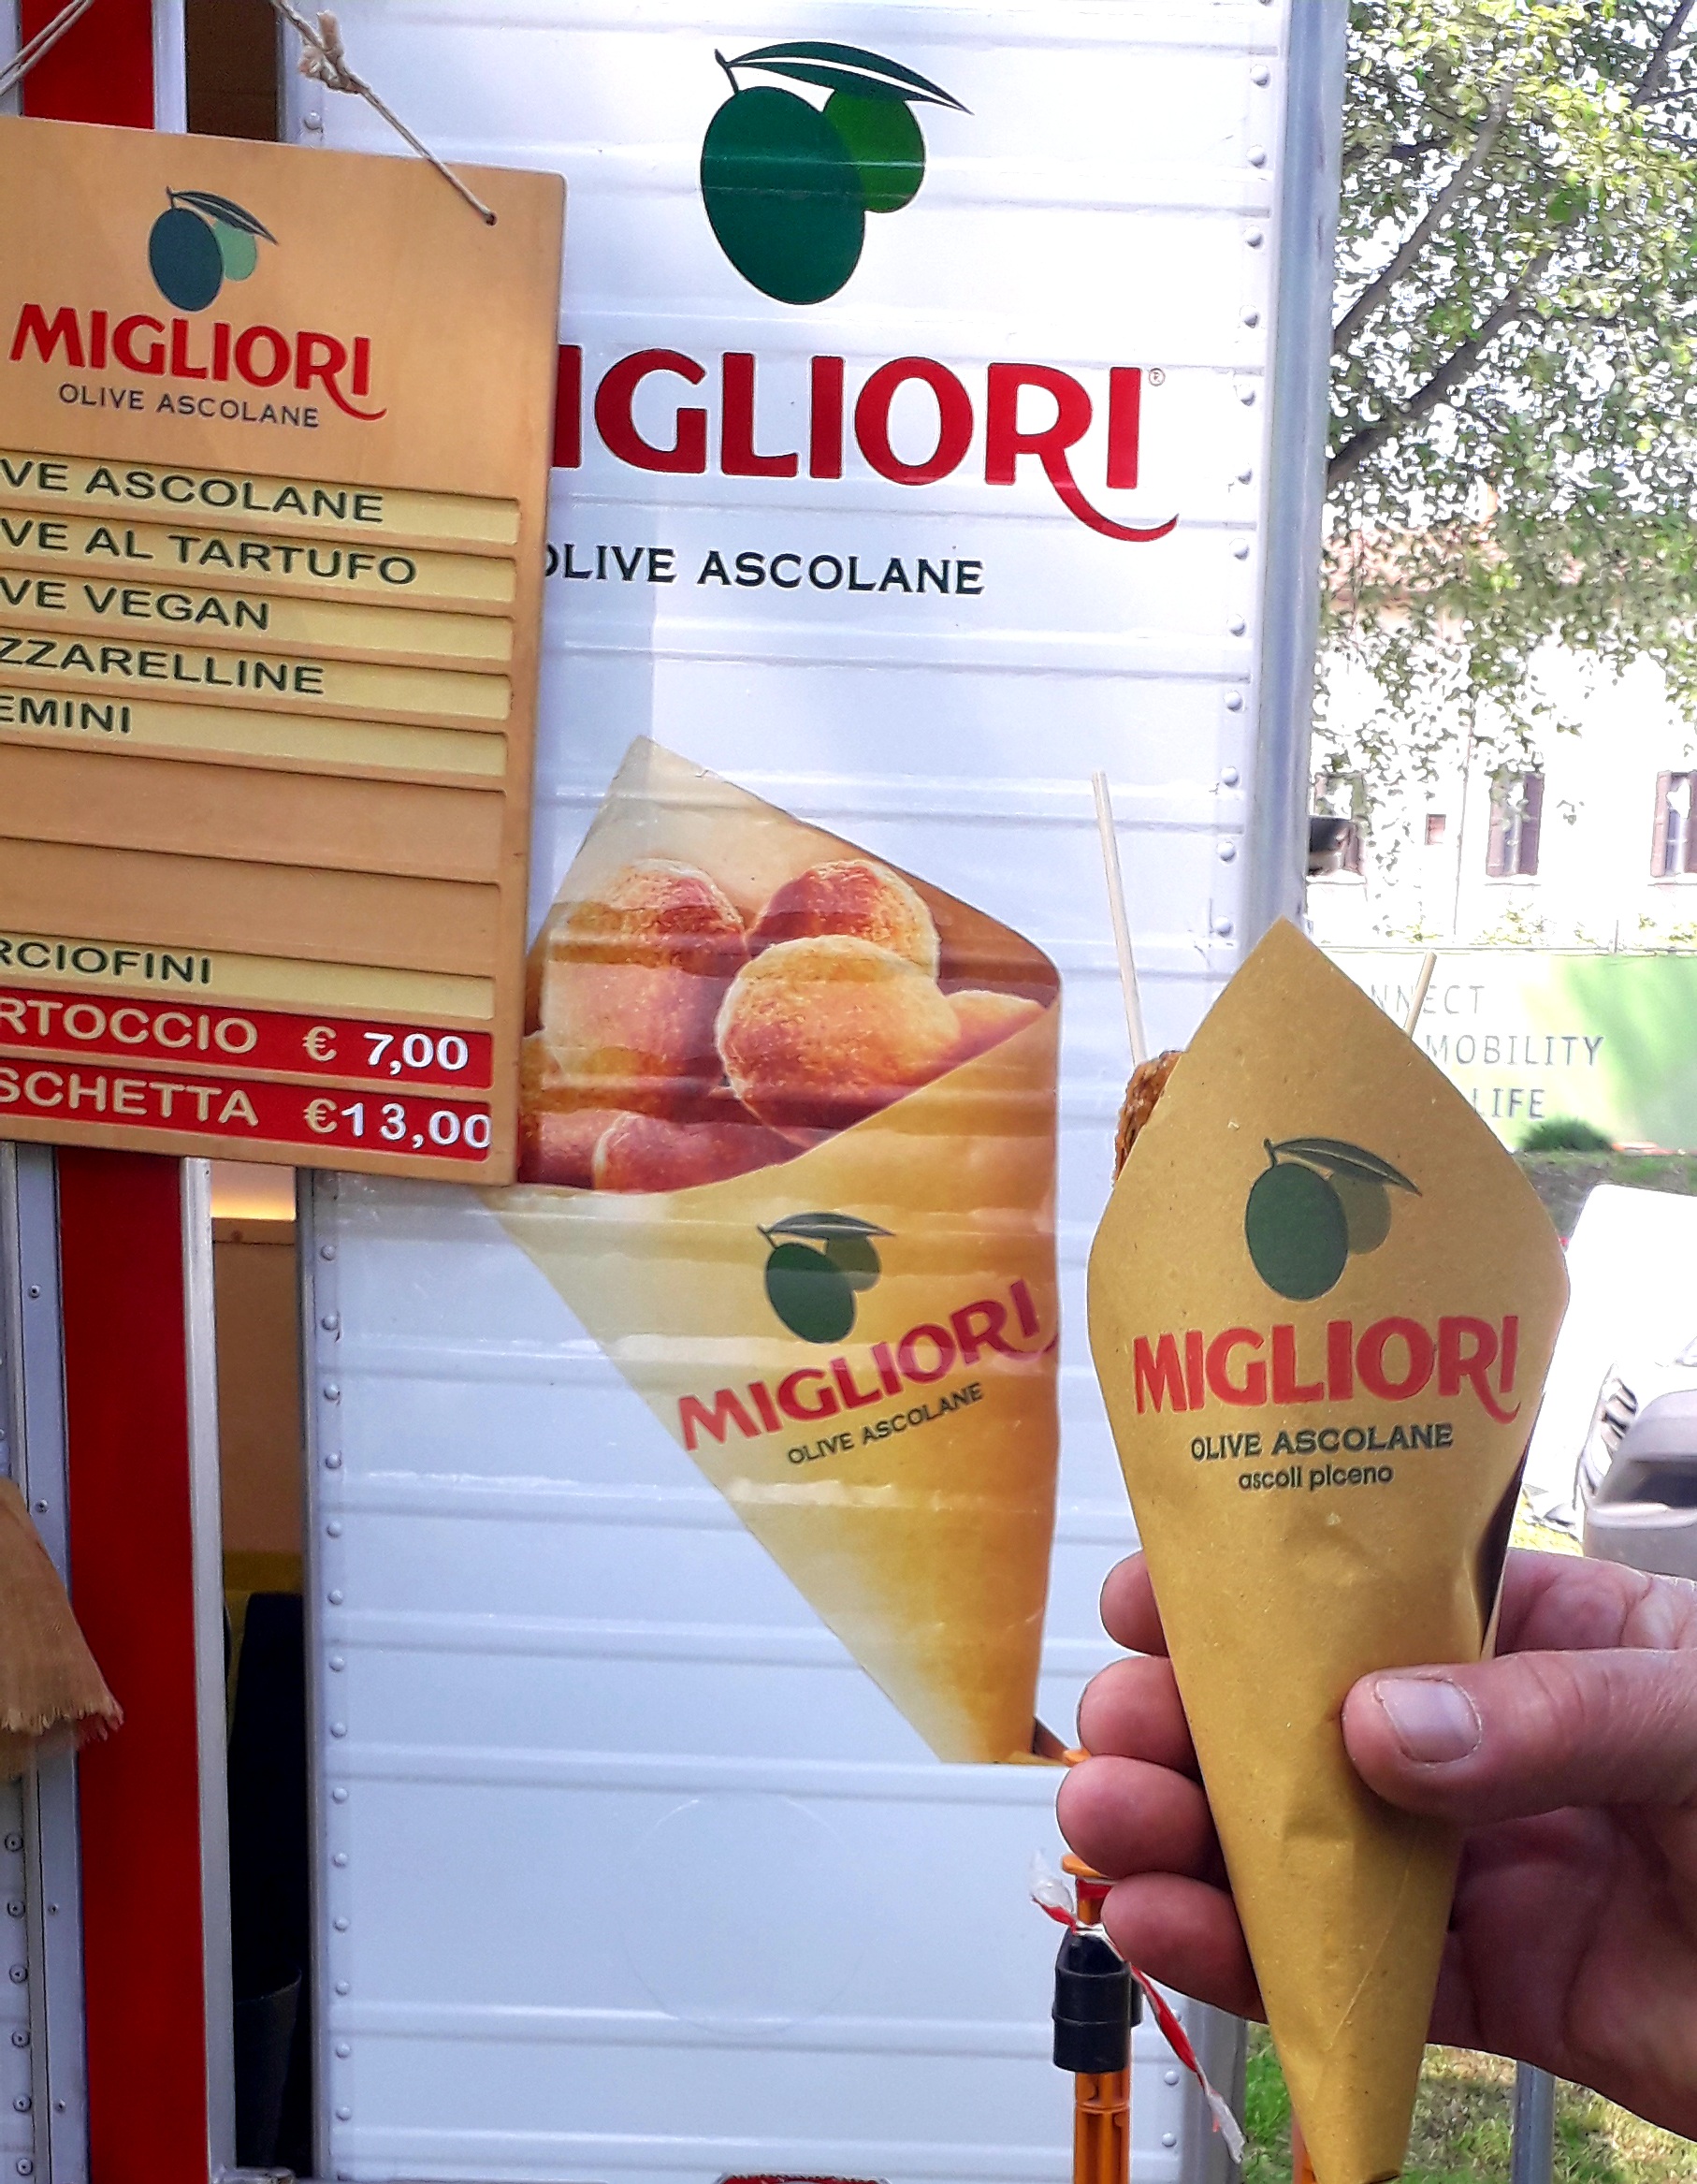 MIGLIORI
OLIVE ASCOLANE
VE ASCOLANE
VE AL TARTUFO
VE VEGAN
ZZARELLINE
EMINI
RCIOFINI
RTOCCIO € 7,00
SCHETTA €13,00
IGLIORI®
OLIVE ASCOLANE
MIGLIORI
OLIVE ASCOLANE
MIGLIORI
OLIVE ASCOLANE
ascoli piceno
NNECT
MOBILITY
LIFE